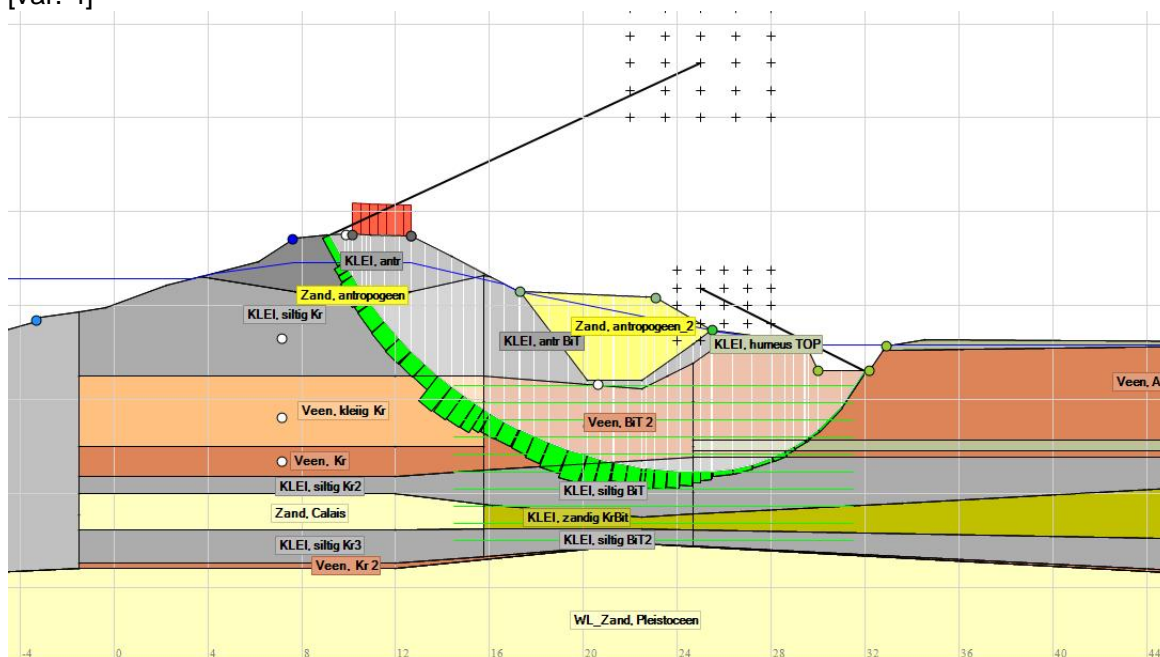 [var. 4]
KLEI, antr
Zand, antropogeen
KLEI, siltig Kr
Zand, antropogeen_2
KLEI, antr BiT
KLEI, humeus TOP
Veen, A
Veen, kleiig Kr
Veen, BiT 2
Veen, Kr
KLEI, siltig Kr2
KLEI, siltig BiT
Zand, Calais
KLEI, zandig KrBit
KLEI, siltig Kr3
KLEI, siltig BiT2
Veen, Kr 2
WL_Zand, Pleistoceen
-4 0 4 8 12 16 20 24 28 32 36 40 44